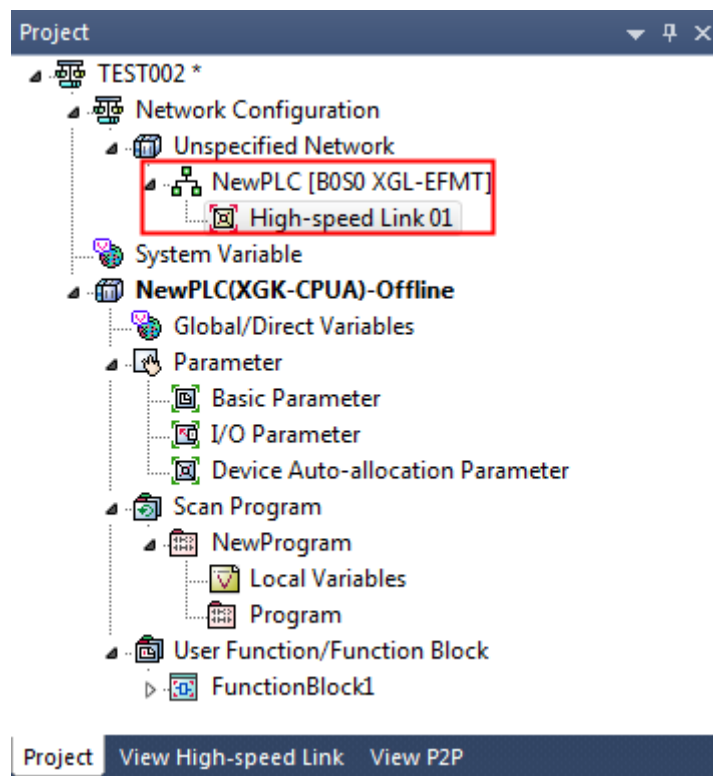 Project
TEST002 *
Network Configuration
Unspecified Network
NewPLC [B0S0 XGL-EFMT]
High-speed Link 01
System Variable
NewPLC(XGK-CPUA)-Offline
Global/Direct Variables
Parameter
Basic Parameter
I/O Parameter
Device Auto-allocation Parameter
Scan Program
NewProgram
Local Variables
Program
User Function/Function Block
FunctionBlock1
Project View High-speed Link View P2P